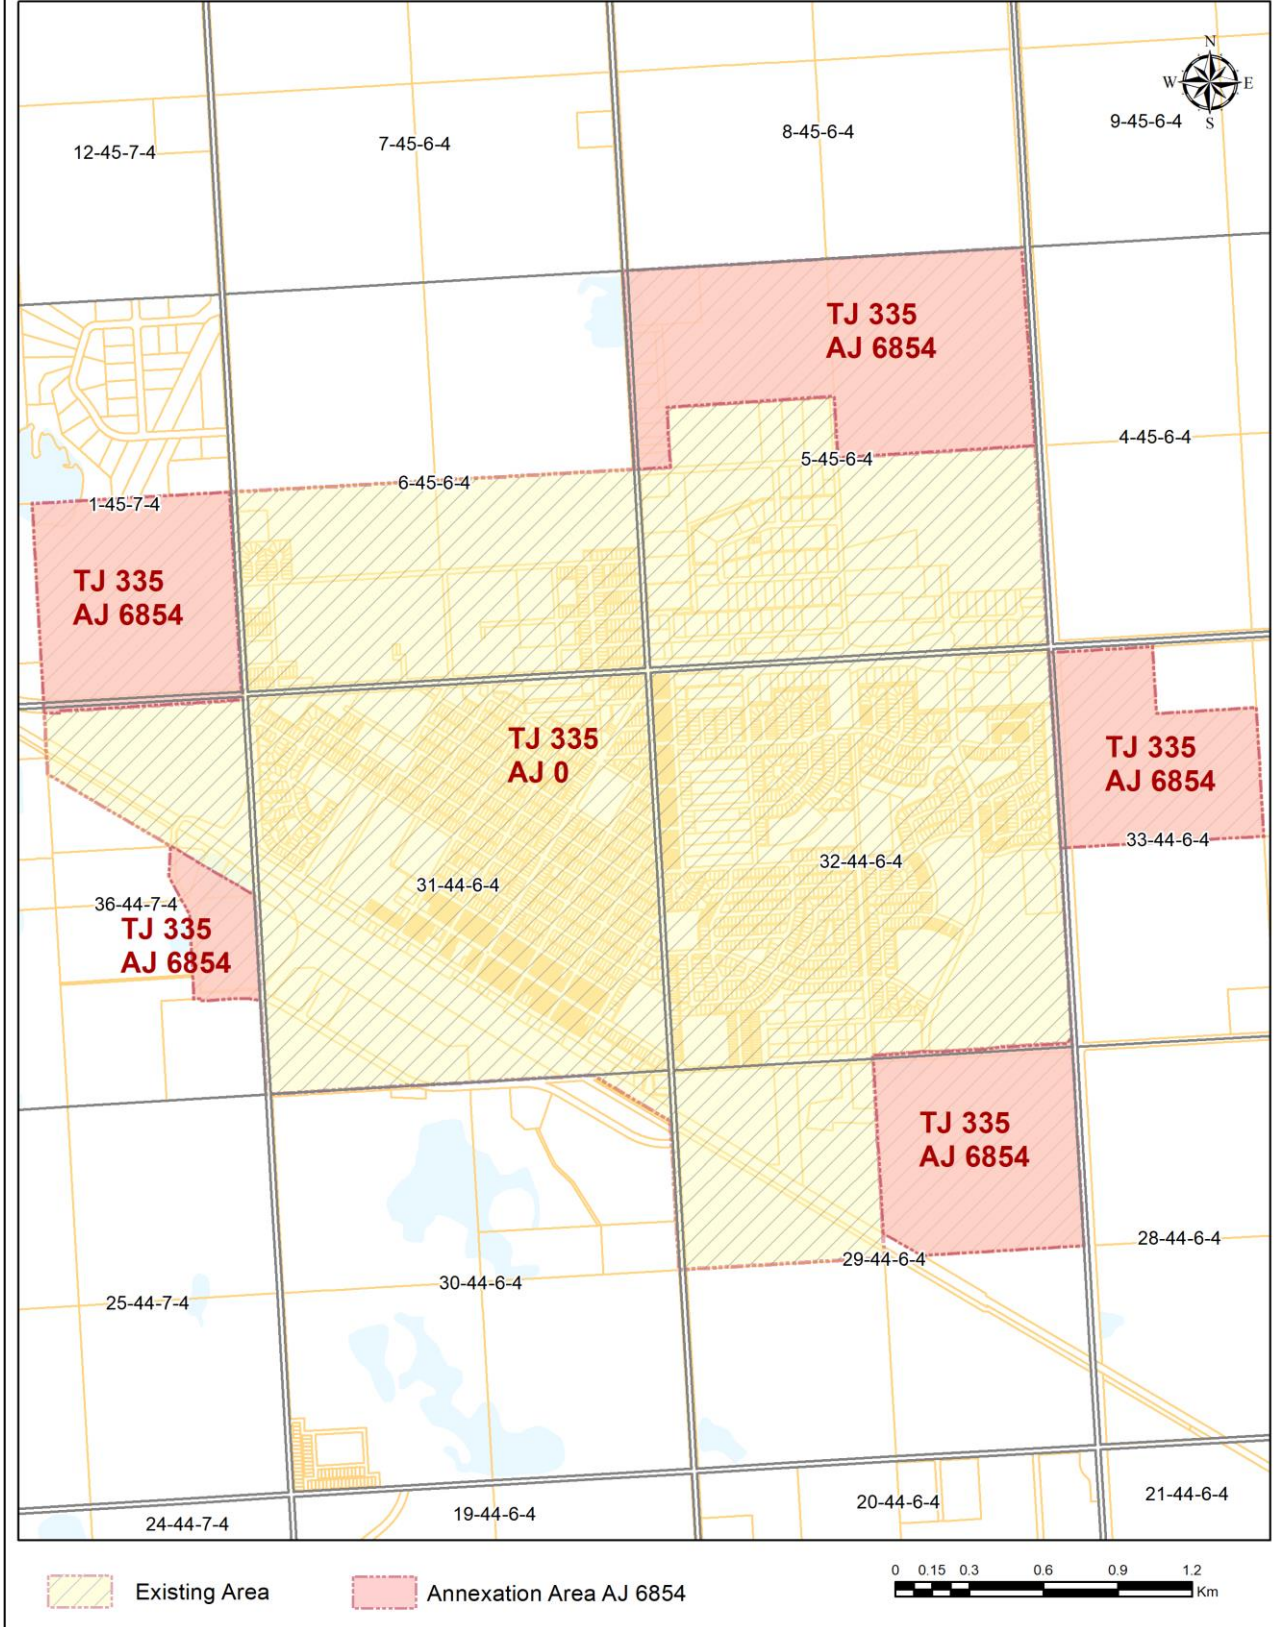 N
W E
S
12-45-7-4
7-45-6-4
8-45-6-4
9-45-6-4
TJ 335
AJ 6854
4-45-6-4
5-45-6-4
6-45-6-4
1-45-7-4
TJ 335
AJ 6854
TJ 335
AJ 0
TJ 335
AJ 6854
33-44-6-4
32-44-6-4
31-44-6-4
36-44-7-4
TJ 335
AJ 6854
TJ 335
AJ 6854
28-44-6-4
29-44-6-4
30-44-6-4
25-44-7-4
24-44-7-4
19-44-6-4
20-44-6-4
21-44-6-4
Existing Area
Annexation Area AJ 6854
0 0.15 0.3 0.6 0.9 1.2
Km